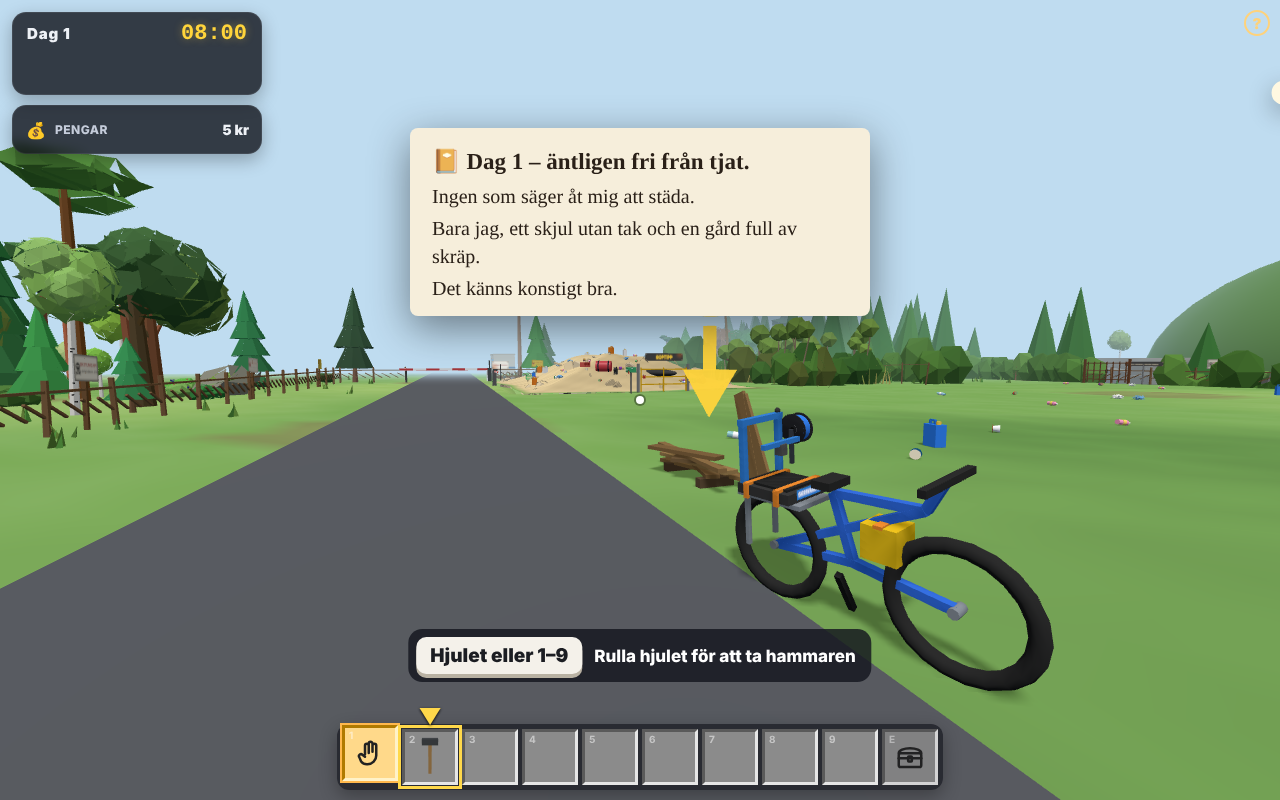 Dag 1
08:00
PENGAR
5 kr
Dag 1 – äntligen fri från tjat.
Ingen som säger åt mig att städa.
Bara jag, ett skjul utan tak och en gård full av
skräp.
Det känns konstigt bra.
Hjulet eller 1–9
Rulla hjulet för att ta hammaren
1
2
3
4
5
6
7
8
9
E